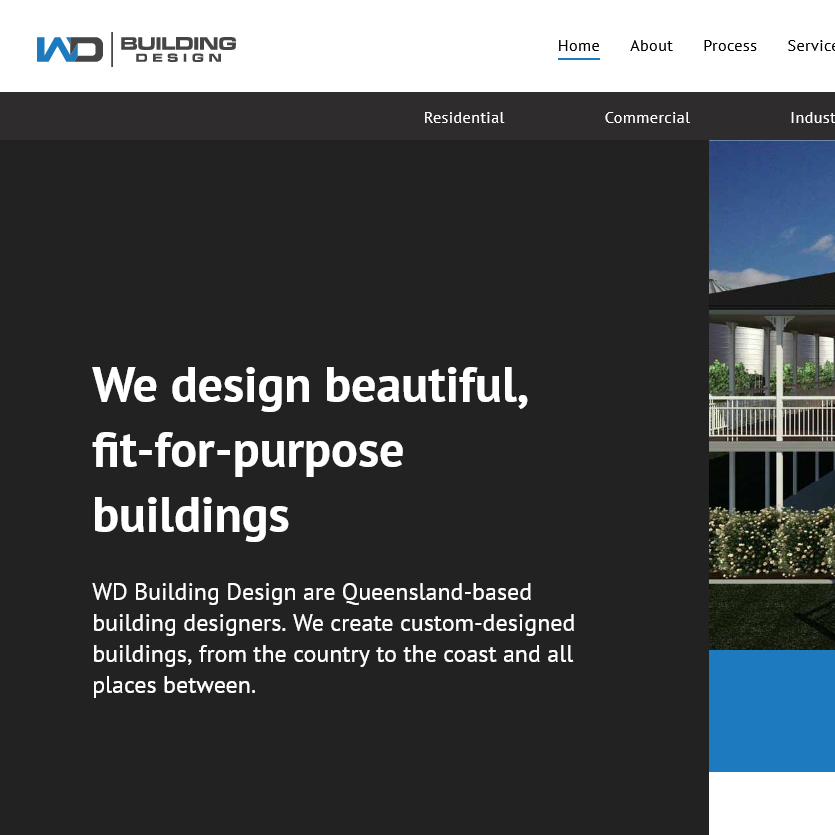 WD BUILDING
DESIGN
Home About Process
Residential Commercial
We design beautiful,
fit-for-purpose
buildings
WD Building Design are Queensland-based
building designers. We create custom-designed
buildings, from the country to the coast and all
places between.